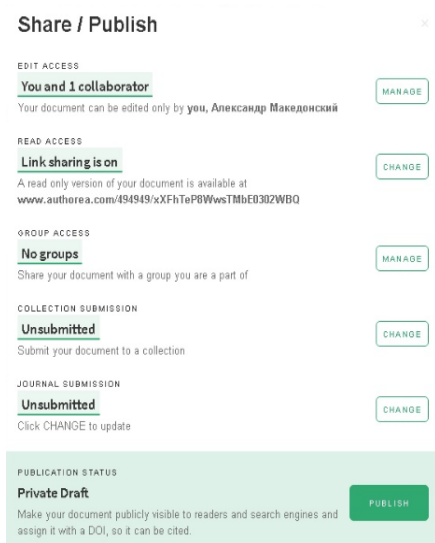 Share / Publish
×
EDIT ACCESS
You and 1 collaborator
MANAGE
Your document can be edited only by you, Александр Македонский
READ ACCESS
Link sharing is on
CHANGE
A read only version of your document is available at
www.authorea.com/494949/xXFhTeP8WwsTMbE0302WBQ
GROUP ACCESS
No groups
MANAGE
Share your document with a group you are a part of
COLLECTION SUBMISSION
Unsubmitted
CHANGE
Submit your document to a collection
JOURNAL SUBMISSION
Unsubmitted
CHANGE
Click CHANGE to update
PUBLICATION STATUS
Private Draft
PUBLISH
Make your document publicly visible to readers and search engines and
assign it with a DOI, so it can be cited.